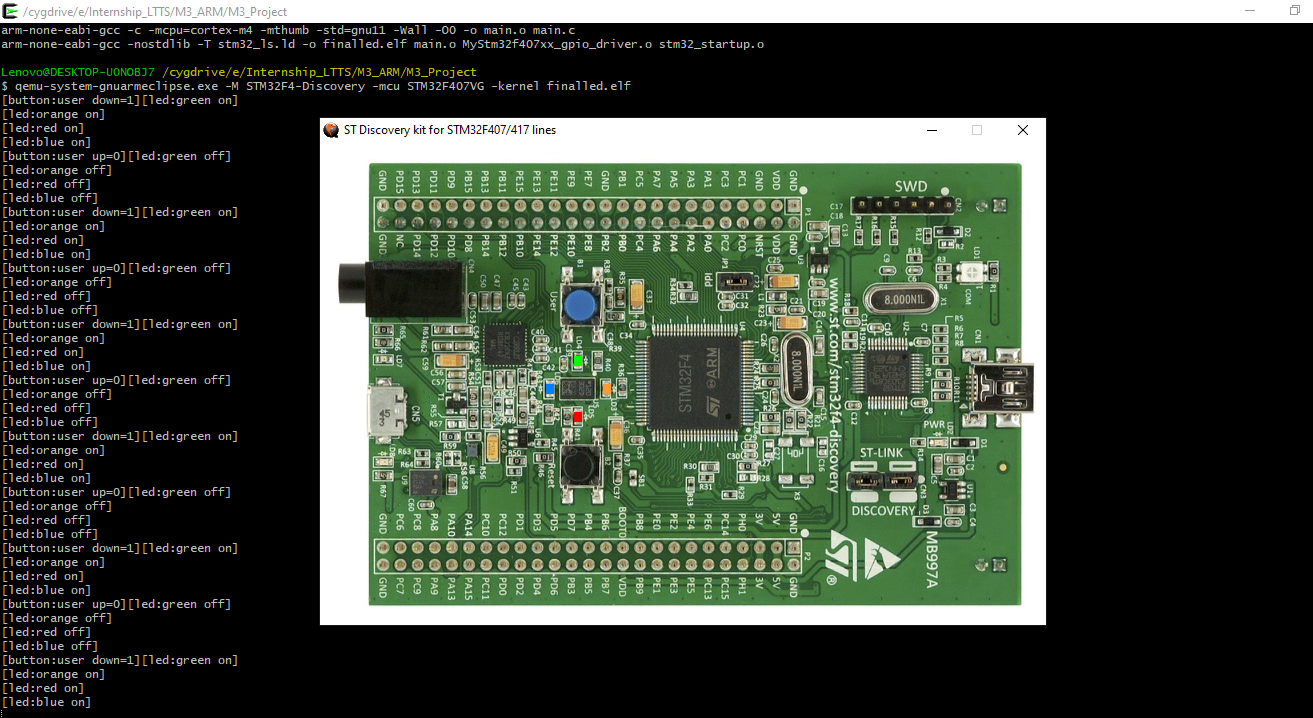 /cygdrive/e/Internship_LTTS/M3_ARM/M3_Project
arm-none-eabi-gcc -c -mcpu=cortex-m4 -mthumb -std=gnu11 -Wall -O0 -o main.o main.c
arm-none-eabi-gcc -nostdlib -T stm32_ls.ld -o finalled.elf main.o MyStm32f407xx_gpio_driver.o stm32_startup.o
Lenovo@DESKTOP-U0NOBJ7 /cygdrive/e/Internship_LTTS/M3_ARM/M3_Project
$ qemu-system-gnuarmeclipse.exe -M STM32F4-Discovery -mcu STM32F407VG -kernel finalled.elf
[button:user down=1][led:green on]
[led:orange on]
[led:red on]
[led:blue on]
[button:user up=0][led:green off]
[led:orange off]
[led:red off]
[led:blue off]
[button:user down=1][led:green on]
[led:orange on]
[led:red on]
[led:blue on]
[button:user up=0][led:green off]
[led:orange off]
[led:red off]
[led:blue off]
[button:user down=1][led:green on]
[led:orange on]
[led:red on]
[led:blue on]
[button:user up=0][led:green off]
[led:orange off]
[led:red off]
[led:blue off]
[button:user down=1][led:green on]
[led:orange on]
[led:red on]
[led:blue on]
[button:user up=0][led:green off]
[led:orange off]
[led:red off]
[led:blue off]
[button:user down=1][led:green on]
[led:orange on]
[led:red on]
[led:blue on]
[button:user up=0][led:green off]
[led:orange off]
[led:red off]
[led:blue off]
[button:user down=1][led:green on]
[led:orange on]
[led:red on]
[led:blue on]
ST Discovery kit for STM32F407/417 lines
GND PD15 PD13 PD11 PD9 PB15 PB13 PB11 PE15 PE13 PE11 PE9 PE7 GND PB1 PC5 PA7 PA5 PA3 PA1 PC3 PC1 GND VDD GND
P1
GND NC PD14 PD12 PD10 PD8 PB14 PB12 PB10 PE14 PE12 PE10 PE8 PB2 PB0 PC4 PA6 PA4 PA2 PA0 PC2 PC0 NRST VDD GND
SWD
CN2
User
B1
JP1
Idd
8.000N1L
8.000N1L
STM32F4
ARM
www.st.com/stm32f4-discovery
CN1
CN5
Reset
B2
PWR
ST-LINK
CN3
DISCOVERY
MB997A
GND PC6 PC8 PA8 PA10 PA14 PC10 PC12 PD1 PD3 PD5 PD7 PB4 PB6 BOOT0 PB8 PE0 PE2 PE4 PE6 PC14 PH0 3V 5V GND
P2
GND PC7 PC9 PA9 PA13 PA15 PC11 PD0 PD2 PD4 PD6 PB3 PB5 PB7 VDD PB9 PE1 PE3 PE5 PC13 PC15 PH1 3V 5V GND